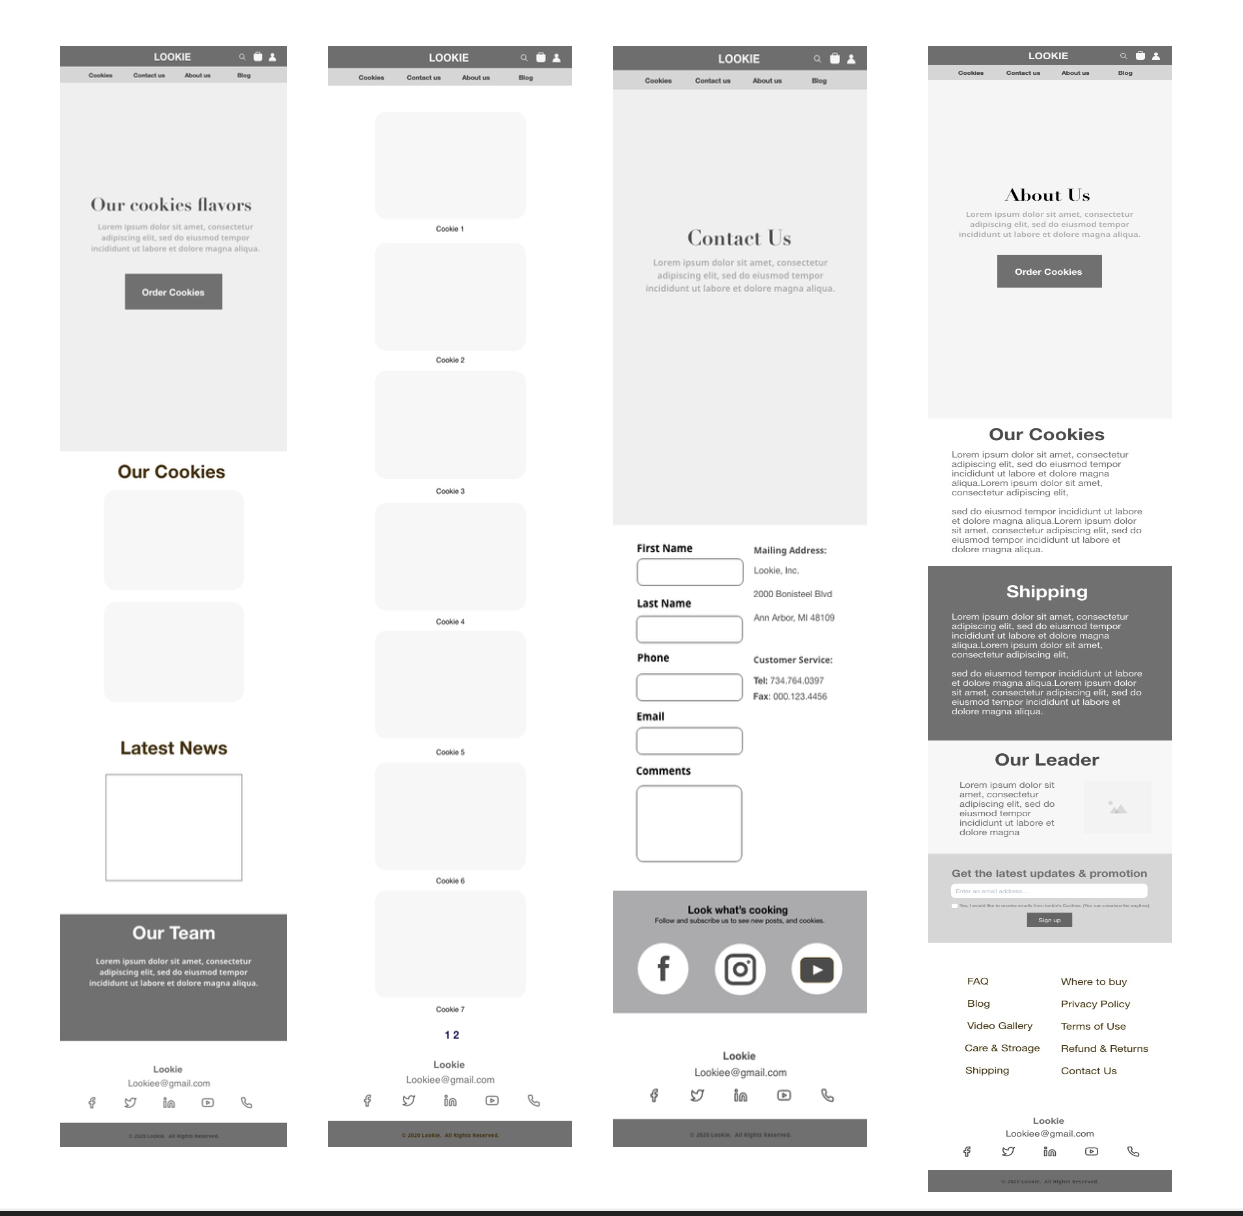 LOOKIE
Cookies Contact us About us Blog
Our cookies flavors
Lorem ipsum dolor sit amet, consectetur
adipiscing elit, sed do eiusmod tempor
incididunt ut labore et dolore magna aliqua.
Order Cookies
Our Cookies
Latest News
Our Team
Lorem ipsum dolor sit amet, consectetur
adipiscing elit, sed do eiusmod tempor
incididunt ut labore et dolore magna aliqua.
Lookie
Lookiee@gmail.com
© 2020 Lookie. All Rights Reserved.
LOOKIE
Cookies Contact us About us Blog
Cookie 1
Cookie 2
Cookie 3
Cookie 4
Cookie 5
Cookie 6
Cookie 7
1 2
Lookie
Lookiee@gmail.com
© 2020 Lookie. All Rights Reserved.
LOOKIE
Cookies Contact us About us Blog
Contact Us
Lorem ipsum dolor sit amet, consectetur
adipiscing elit, sed do eiusmod tempor
incididunt ut labore et dolore magna aliqua.
First Name
Last Name
Phone
Email
Comments
Mailing Address:
Lookie, Inc.
2000 Bonisteel Blvd
Ann Arbor, MI 48109
Customer Service:
Tel: 734.764.0397
Fax: 000.123.4456
Look what's cooking
Follow and subscribe us to see new posts, and cookies.
Lookie
Lookiee@gmail.com
© 2020 Lookie. All Rights Reserved.
LOOKIE
Cookies Contact us About us Blog
About Us
Lorem ipsum dolor sit amet, consectetur
adipiscing elit, sed do eiusmod tempor
incididunt ut labore et dolore magna aliqua.
Order Cookies
Our Cookies
Lorem ipsum dolor sit amet, consectetur
adipiscing elit, sed do eiusmod tempor
incididunt ut labore et dolore magna
aliqua.Lorem ipsum dolor sit amet,
consectetur adipiscing elit,
sed do eiusmod tempor incididunt ut labore
et dolore magna aliqua.Lorem ipsum dolor
sit amet, consectetur adipiscing elit, sed do
eiusmod tempor incididunt ut labore et
dolore magna aliqua.
Shipping
Lorem ipsum dolor sit amet, consectetur
adipiscing elit, sed do eiusmod tempor
incididunt ut labore et dolore magna
aliqua.Lorem ipsum dolor sit amet,
consectetur adipiscing elit,
sed do eiusmod tempor incididunt ut labore
et dolore magna aliqua.Lorem ipsum dolor
sit amet, consectetur adipiscing elit, sed do
eiusmod tempor incididunt ut labore et
dolore magna aliqua.
Our Leader
Lorem ipsum dolor sit
amet, consectetur
adipiscing elit, sed do
eiusmod tempor
incididunt ut labore et
dolore magna
Get the latest updates & promotion
Enter an email address...
Yes, I would like to receive emails from
Sign up
FAQ
Blog
Video Gallery
Care & Stroage
Shipping
Where to buy
Privacy Policy
Terms of Use
Refund & Returns
Contact Us
Lookie
Lookiee@gmail.com
Lookie. All Rights Reserved.